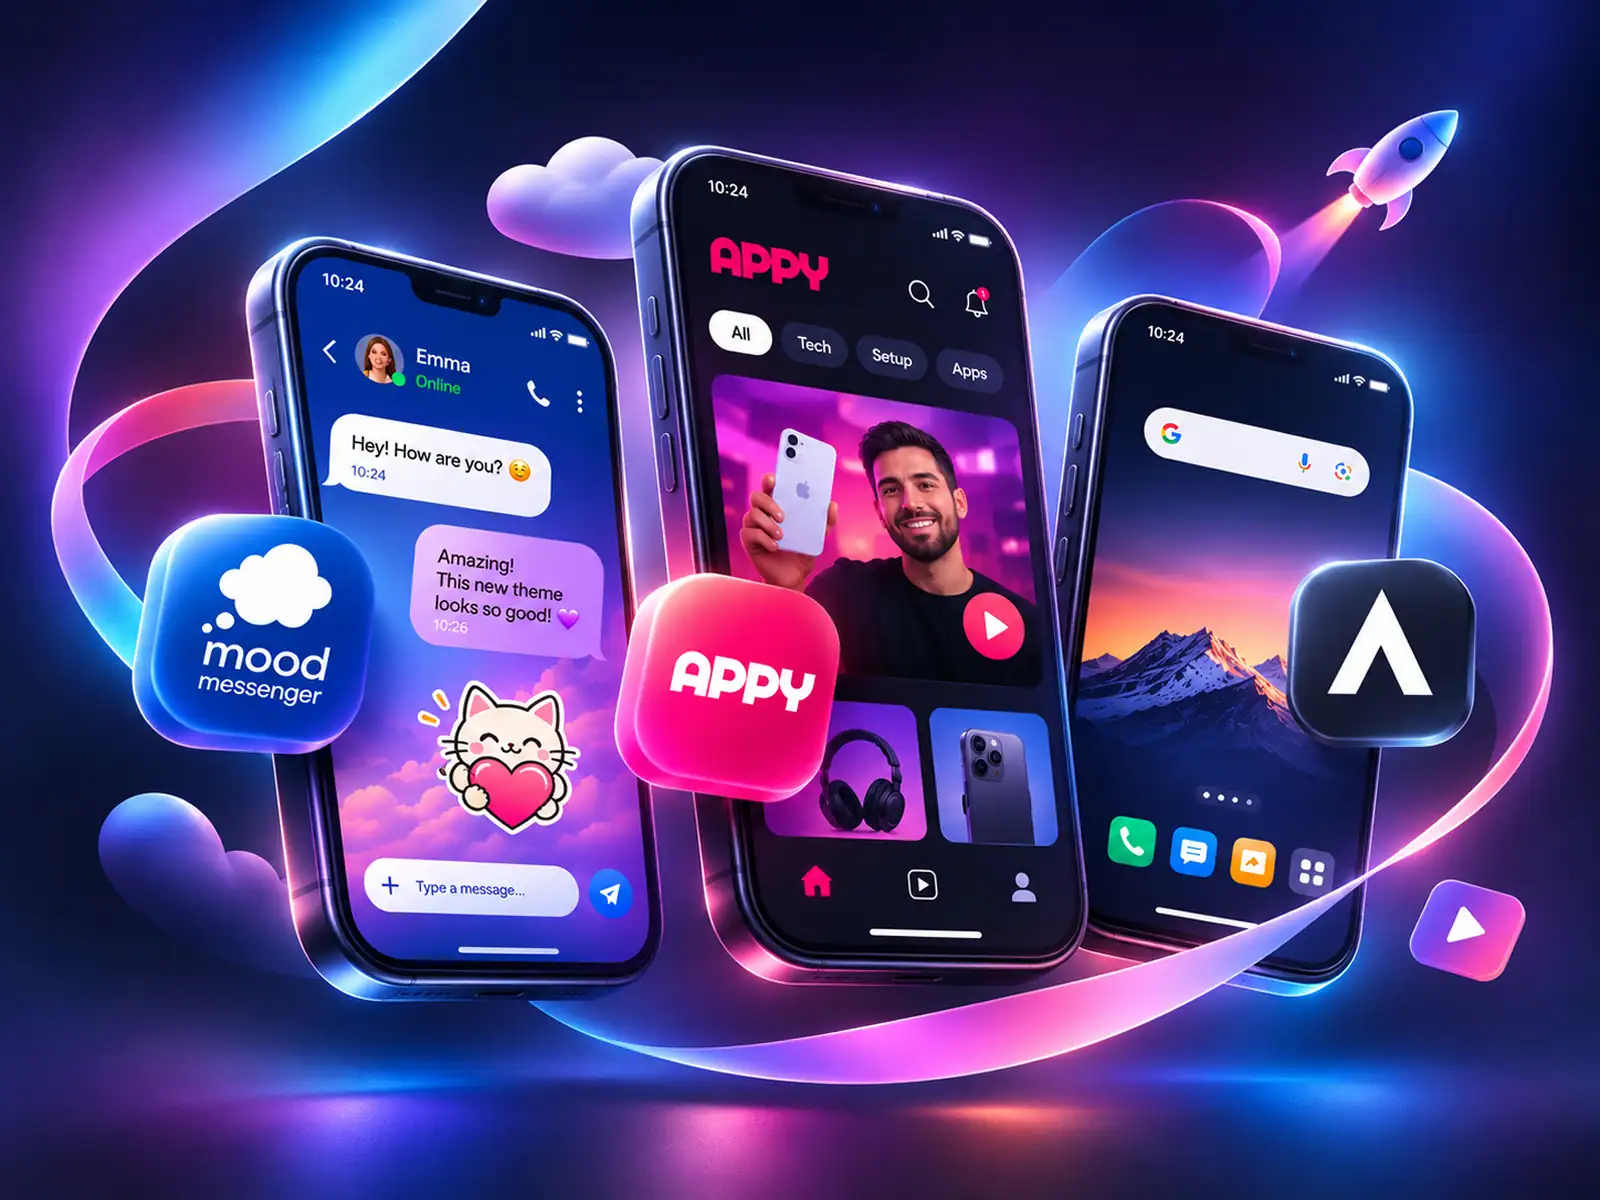 10:24
Emma
Online
Hey! How are you? 😉
10:24
Amazing!
This new theme
looks so good! 💜
10:26
Type a message...
mood
messenger
10:24
APPY
1
All
Tech
Setup
Apps
APPY
10:24
G